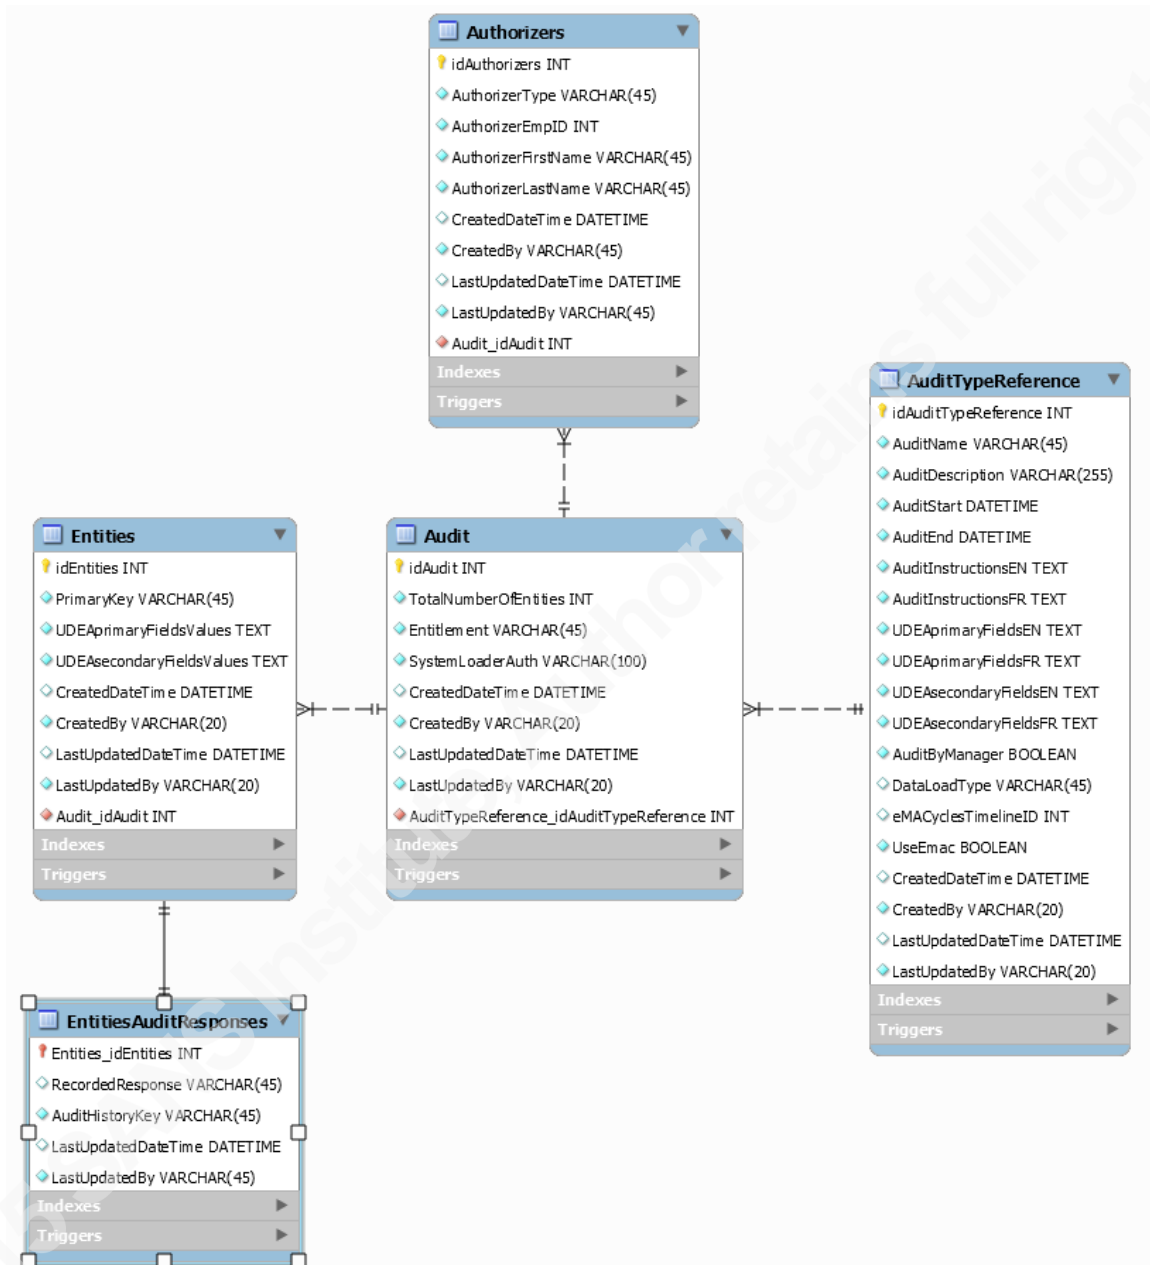 Authorizers
idAuthorizers INT
AuthorizerType VARCHAR(45)
AuthorizerEmpID INT
AuthorizerFirstName VARCHAR(45)
AuthorizerLastName VARCHAR(45)
CreatedDateTime DATETIME
CreatedBy VARCHAR(45)
LastUpdatedDateTime DATETIME
LastUpdatedBy VARCHAR(45)
Audit_idAudit INT
Indexes
Triggers
AuditTypeReference
idAuditTypeReference INT
AuditName VARCHAR(45)
AuditDescription VARCHAR(255)
AuditStart DATETIME
AuditEnd DATETIME
AuditInstructionsEN TEXT
AuditInstructionsFR TEXT
UDEAprimaryFieldsEN TEXT
UDEAprimaryFieldsFR TEXT
UDEAsecondaryFieldsEN TEXT
UDEAsecondaryFieldsFR TEXT
AuditByManager BOOLEAN
DataLoadType VARCHAR(45)
eMACyclesTimelineID INT
UseEmac BOOLEAN
CreatedDateTime DATETIME
CreatedBy VARCHAR(20)
LastUpdatedDateTime DATETIME
LastUpdatedBy VARCHAR(20)
Indexes
Triggers
Entities
idEntities INT
PrimaryKey VARCHAR(45)
UDEAprimaryFieldsValues TEXT
UDEAsecondaryFieldsValues TEXT
CreatedDateTime DATETIME
CreatedBy VARCHAR(20)
LastUpdatedDateTime DATETIME
LastUpdatedBy VARCHAR(20)
Audit_idAudit INT
Indexes
Triggers
Audit
idAudit INT
TotalNumberOfEntities INT
Entitlement VARCHAR(45)
SystemLoaderAuth VARCHAR(100)
CreatedDateTime DATETIME
CreatedBy VARCHAR(20)
LastUpdatedDateTime DATETIME
LastUpdatedBy VARCHAR(20)
AuditTypeReference_idAuditTypeReference INT
Indexes
Triggers
EntitiesAuditResponses
Entities_idEntities INT
RecordedResponse VARCHAR(45)
AuditHistoryKey VARCHAR(45)
LastUpdatedDateTime DATETIME
LastUpdatedBy VARCHAR(45)
Indexes
Triggers
5 SANS Institute, Author retains full right